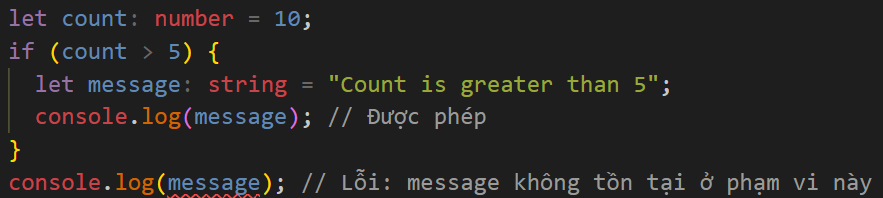 let count: number = 10;
if (count > 5) {
let message: string = "Count is greater than 5";
console.log(message); // Được phép
}
console.log(message); // Lỗi: message không tồn tại ở phạm vi này